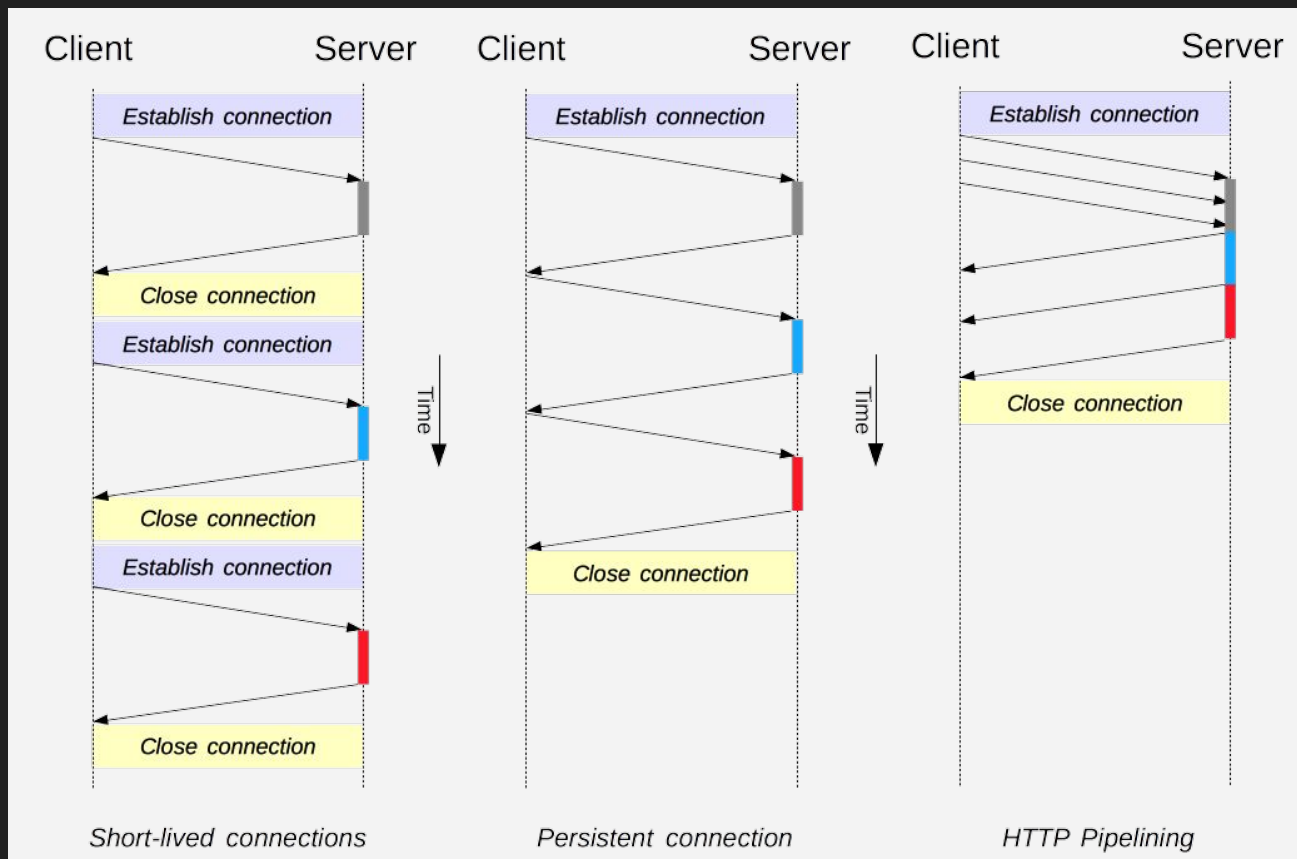 Client
Server
Establish connection
Close connection
Establish connection
Close connection
Establish connection
Close connection
Short-lived connections
Time
Client
Server
Establish connection
Close connection
Persistent connection
Time
Client
Server
Establish connection
Close connection
HTTP Pipelining